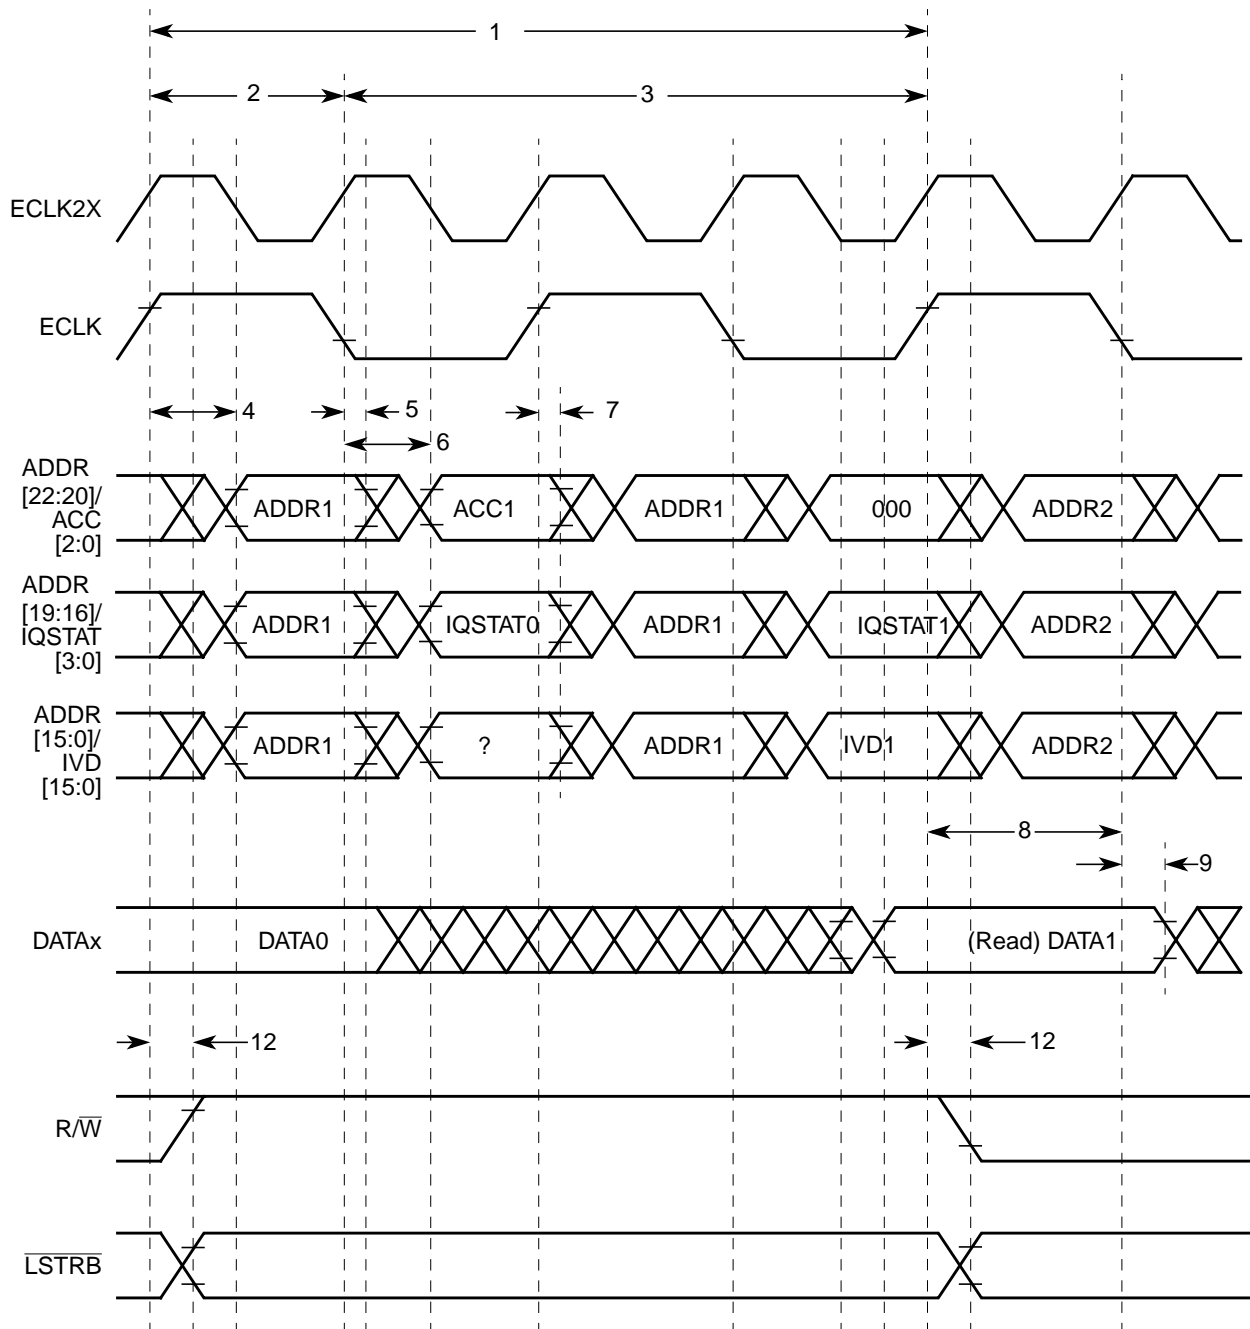 1
2
3
ECLK2X
ECLK
4
5
7
6
ADDR
[22:20]/
ACC
[2:0]
ADDR1
ACC1
ADDR1
000
ADDR2
ADDR
[19:16]/
IQSTAT
[3:0]
ADDR1
IQSTAT0
ADDR1
IQSTAT1
ADDR2
ADDR
[15:0]/
IVD
[15:0]
ADDR1
?
ADDR1
IVD1
ADDR2
8
9
DATAx
DATA0
(Read) DATA1
12
12
R/W̅
L̅S̅T̅R̅B̅